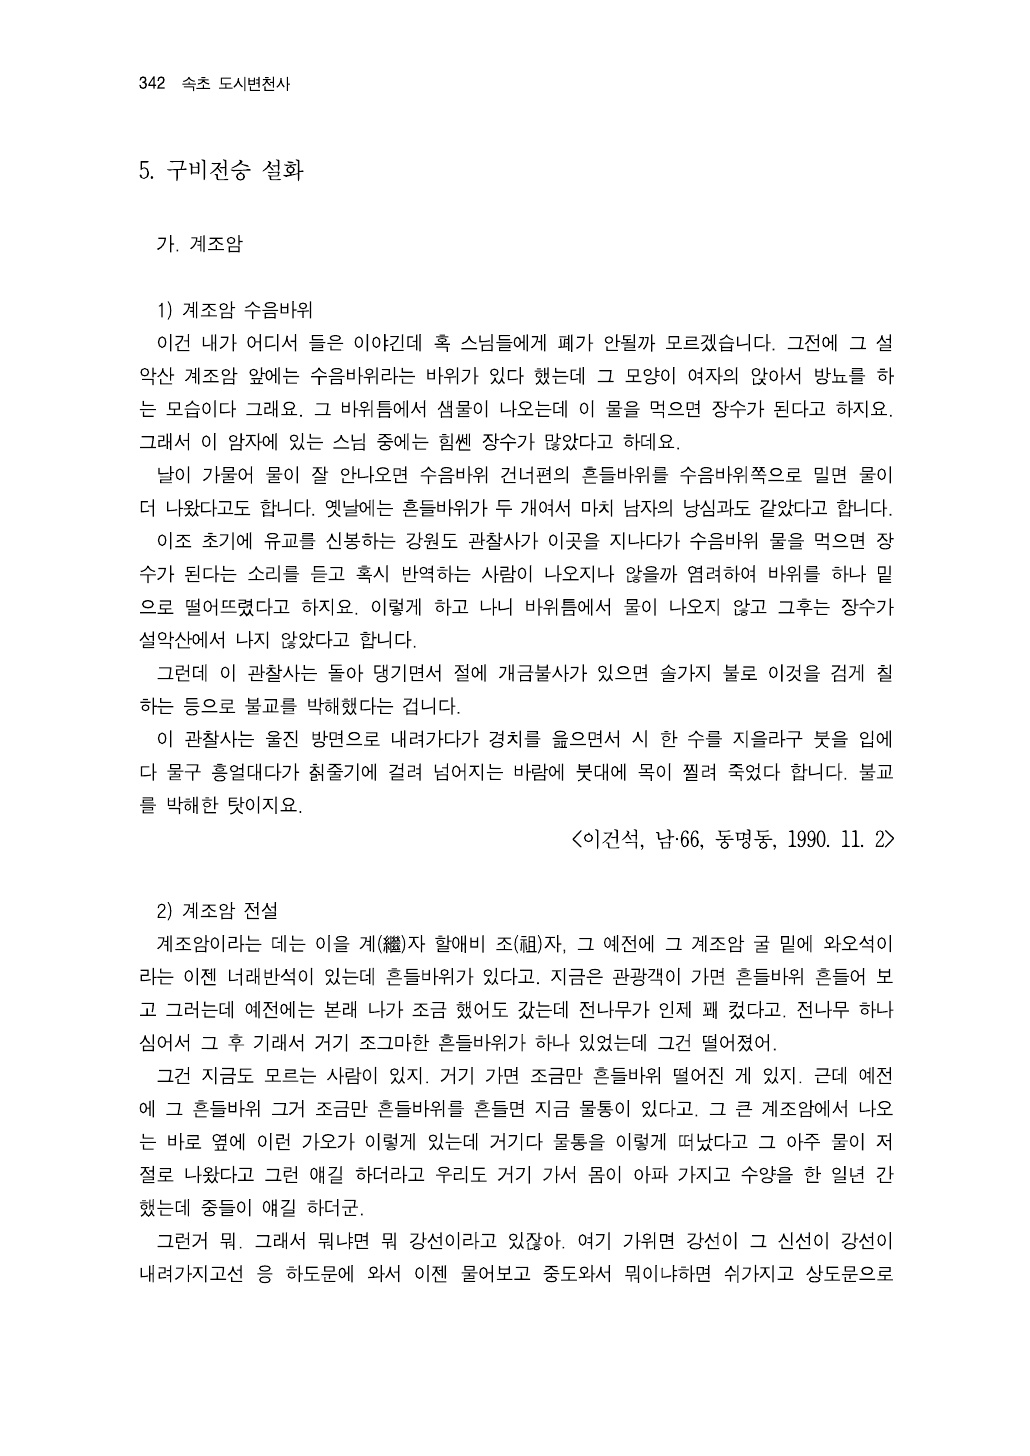 342 속초 도시변천사
5. 구비전승 설화
가. 계조암
1) 계조암 수음바위
이건 내가 어디서 들은 이야긴데 혹 스님들에게 폐가 안될까 모르겠습니다. 그전에 그 설
악산 계조암 앞에는 수음바위라는 바위가 있다 했는데 그 모양이 여자의 앉아서 방뇨를 하
는 모습이다 그래요. 그 바위틈에서 샘물이 나오는데 이 물을 먹으면 장수가 된다고 하지요.
그래서 이 암자에 있는 스님 중에는 힘쎈 장수가 많았다고 하데요.
날이 가물어 물이 잘 안나오면 수음바위 건너편의 흔들바위를 수음바위쪽으로 밀면 물이
더 나왔다고도 합니다. 옛날에는 흔들바위가 두 개여서 마치 남자의 낭심과도 같았다고 합니다.
이조 초기에 유교를 신봉하는 강원도 관찰사가 이곳을 지나다가 수음바위 물을 먹으면 장
수가 된다는 소리를 듣고 혹시 반역하는 사람이 나오지나 않을까 염려하여 바위를 하나 밑
으로 떨어뜨렸다고 하지요. 이렇게 하고 나니 바위틈에서 물이 나오지 않고 그후는 장수가
설악산에서 나지 않았다고 합니다.
그런데 이 관찰사는 돌아 댕기면서 절에 개금불사가 있으면 솔가지 불로 이것을 검게 칠
하는 등으로 불교를 박해했다는 겁니다.
이 관찰사는 울진 방면으로 내려가다가 경치를 읊으면서 시 한 수를 지을라구 붓을 입에
다 물구 흥얼대다가 칡줄기에 걸려 넘어지는 바람에 붓대에 목이 찔려 죽었다 합니다. 불교
를 박해한 탓이지요.
<이건석, 남·66, 동명동, 1990. 11. 2>
2) 계조암 전설
계조암이라는 데는 이을 계(繼)자 할애비 조(祖)자, 그 예전에 그 계조암 굴 밑에 와오석이
라는 이젠 너래반석이 있는데 흔들바위가 있다고. 지금은 관광객이 가면 흔들바위 흔들어 보
고 그러는데 예전에는 본래 나가 조금 했어도 갔는데 전나무가 인제 꽤 컸다고. 전나무 하나
심어서 그 후 기래서 거기 조그마한 흔들바위가 하나 있었는데 그건 떨어졌어.
그건 지금도 모르는 사람이 있지. 거기 가면 조금만 흔들바위 떨어진 게 있지. 근데 예전
에 그 흔들바위 그거 조금만 흔들바위를 흔들면 지금 물통이 있다고. 그 큰 계조암에서 나오
는 바로 옆에 이런 가오가 이렇게 있는데 거기다 물통을 이렇게 떠났다고 그 아주 물이 저
절로 나왔다고 그런 얘길 하더라고 우리도 거기 가서 몸이 아파 가지고 수양을 한 일년 간
했는데 중들이 얘길 하더군.
그런거 뭐. 그래서 뭐냐면 뭐 강선이라고 있잖아. 여기 가위면 강선이 그 신선이 강선이
내려가지고선 응 하도문에 와서 이젠 물어보고 중도와서 뭐이냐하면 쉬가지고 상도문으로